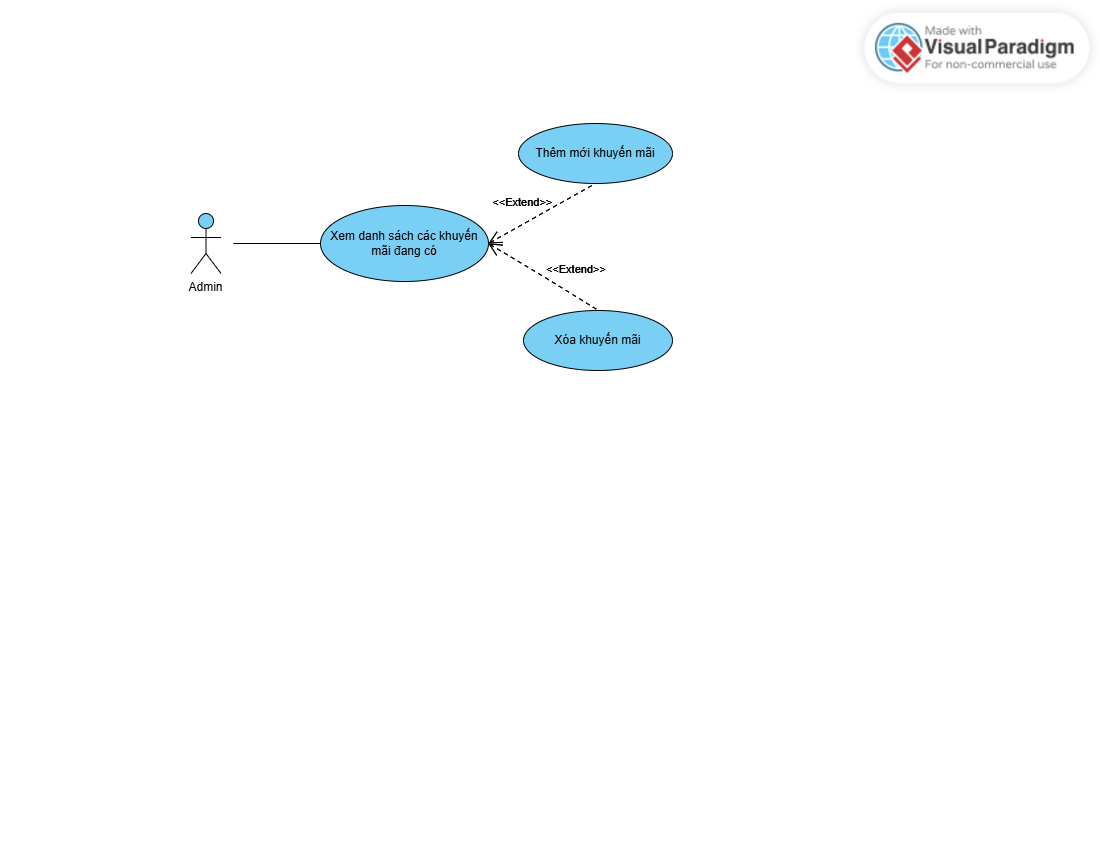 Made with
Visual Paradigm
For non-commercial use
Thêm mới khuyến mãi
<<Extend>>
Xem danh sách các khuyến
mãi đang có
<<Extend>>
Admin
Xóa khuyến mãi